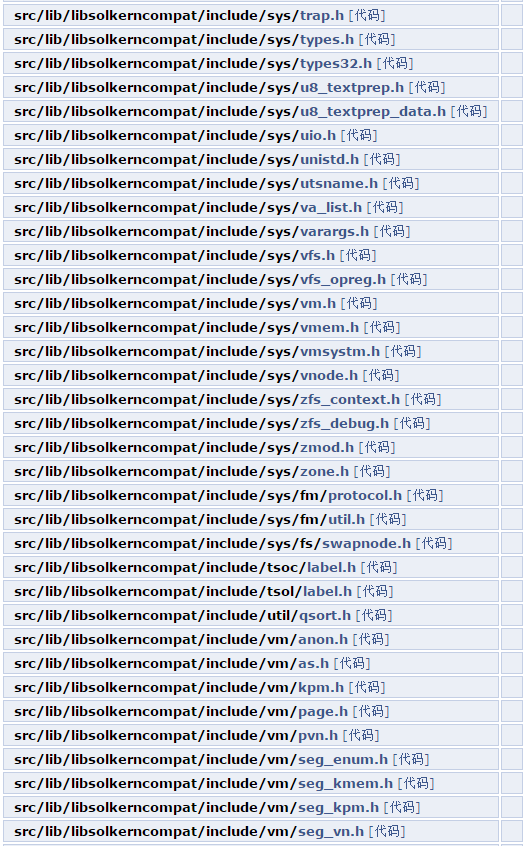 src/lib/libsolkerncompat/include/sys/trap.h [代码]
src/lib/libsolkerncompat/include/sys/types.h [代码]
src/lib/libsolkerncompat/include/sys/types32.h [代码]
src/lib/libsolkerncompat/include/sys/u8_textprep.h [代码]
src/lib/libsolkerncompat/include/sys/u8_textprep_data.h [代码]
src/lib/libsolkerncompat/include/sys/uio.h [代码]
src/lib/libsolkerncompat/include/sys/unistd.h [代码]
src/lib/libsolkerncompat/include/sys/utsname.h [代码]
src/lib/libsolkerncompat/include/sys/va_list.h [代码]
src/lib/libsolkerncompat/include/sys/varargs.h [代码]
src/lib/libsolkerncompat/include/sys/vfs.h [代码]
src/lib/libsolkerncompat/include/sys/vfs_opreg.h [代码]
src/lib/libsolkerncompat/include/sys/vm.h [代码]
src/lib/libsolkerncompat/include/sys/vmem.h [代码]
src/lib/libsolkerncompat/include/sys/vmsystm.h [代码]
src/lib/libsolkerncompat/include/sys/vnode.h [代码]
src/lib/libsolkerncompat/include/sys/zfs_context.h [代码]
src/lib/libsolkerncompat/include/sys/zfs_debug.h [代码]
src/lib/libsolkerncompat/include/sys/zmod.h [代码]
src/lib/libsolkerncompat/include/sys/zone.h [代码]
src/lib/libsolkerncompat/include/sys/fm/protocol.h [代码]
src/lib/libsolkerncompat/include/sys/fm/util.h [代码]
src/lib/libsolkerncompat/include/sys/fs/swapnode.h [代码]
src/lib/libsolkerncompat/include/tsoc/label.h [代码]
src/lib/libsolkerncompat/include/tsol/label.h [代码]
src/lib/libsolkerncompat/include/util/qsort.h [代码]
src/lib/libsolkerncompat/include/vm/anon.h [代码]
src/lib/libsolkerncompat/include/vm/as.h [代码]
src/lib/libsolkerncompat/include/vm/kpm.h [代码]
src/lib/libsolkerncompat/include/vm/page.h [代码]
src/lib/libsolkerncompat/include/vm/pvn.h [代码]
src/lib/libsolkerncompat/include/vm/seg_enum.h [代码]
src/lib/libsolkerncompat/include/vm/seg_kmem.h [代码]
src/lib/libsolkerncompat/include/vm/seg_kpm.h [代码]
src/lib/libsolkerncompat/include/vm/seg_vn.h [代码]